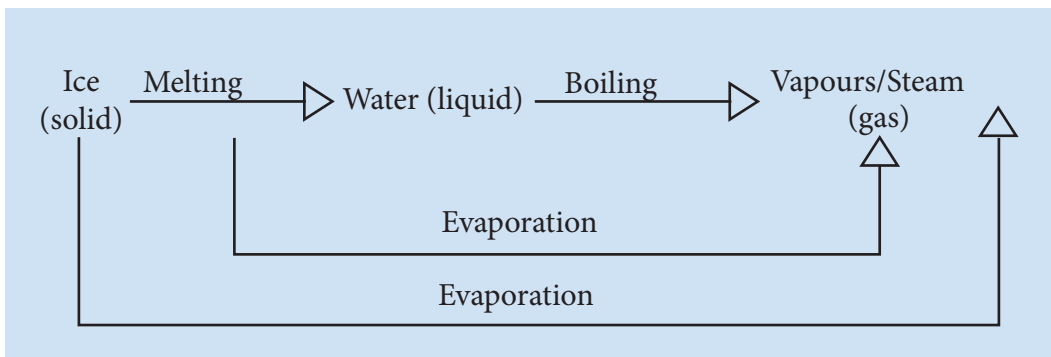 Ice
(solid)
Melting
Water (liquid)
Boiling
Vapours/Steam
(gas)
Evaporation
Evaporation